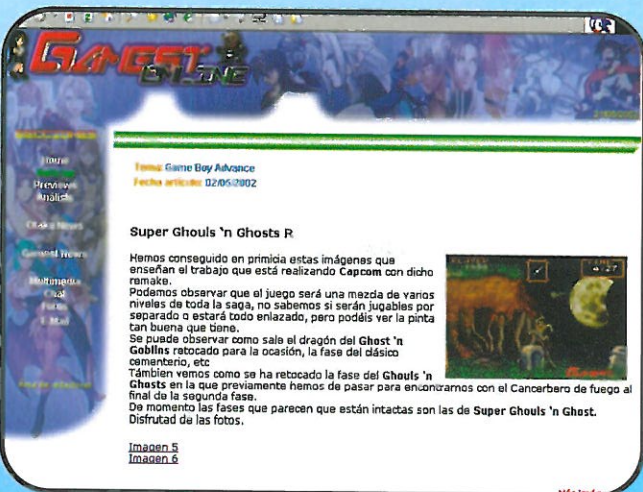 GAMEST
ONLINE
Home
Previews
Análisis
Otaku News
General News
Multimedia
Chat
Foros
E-Mail
Tema: Game Boy Advance
Fecha artículo: 02/05/2002
Super Ghouls 'n Ghosts R
Hemos conseguido en primicia estas imágenes que
enseñan el trabajo que está realizando Capcom con dicho
remake.
Podemos observar que el juego será una mezcla de varios
niveles de toda la saga, no sabemos si serán jugables por
separado o estará todo enlazado, pero podéis ver la pinta
tan buena que tiene.
Se puede observar como sale el dragón del Ghost 'n
Goblins retocado para la ocasión, la fase del clásico
cementerio, etc
Támbien vemos como se ha retocado la fase del Ghouls 'n
Ghosts en la que previamente hemos de pasar para encontrarnos con el Cancerbero de fuego al
final de la segunda fase.
De momento las fases que parecen que están intactas son las de Super Ghouls 'n Ghost.
Disfrutad de las fotos.
Imagen 5
Imagen 6